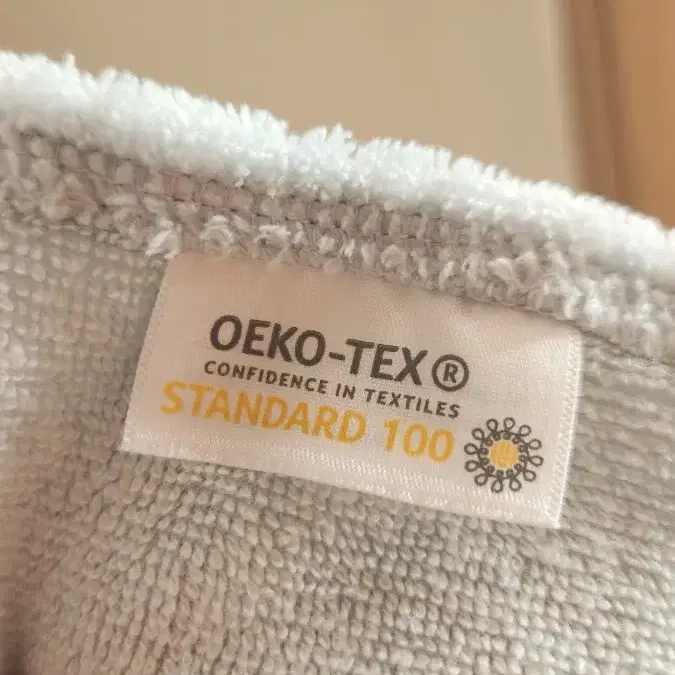 OEKO-TEX®
CONFIDENCE IN TEXTILES
STANDARD 100